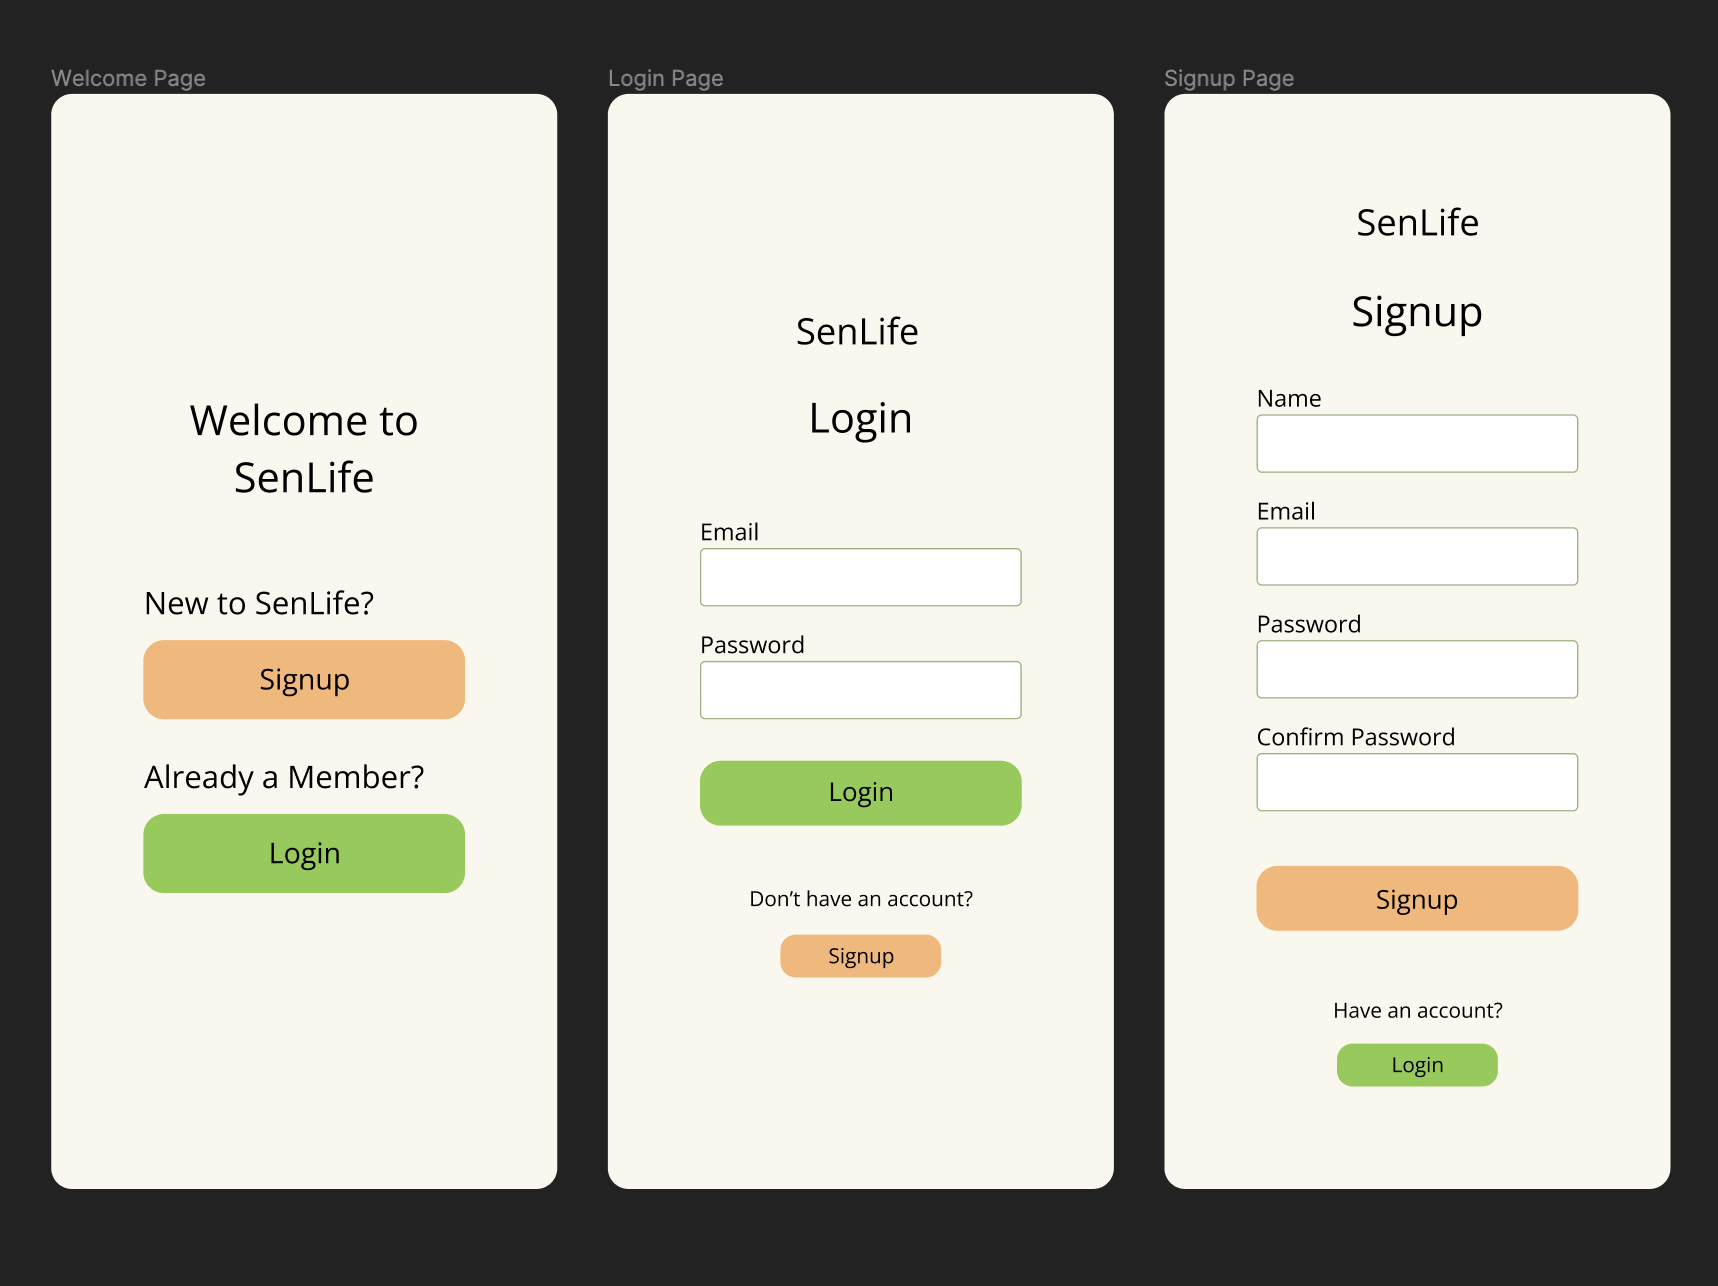 Welcome Page
Welcome to
SenLife
New to SenLife?
Signup
Already a Member?
Login
Login Page
SenLife
Login
Email
Password
Login
Don’t have an account?
Signup
Signup Page
SenLife
Signup
Name
Email
Password
Confirm Password
Signup
Have an account?
Login